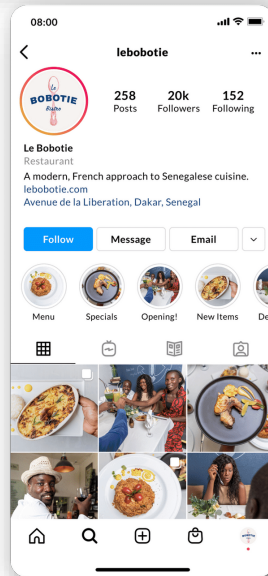 08:00
lebobotie
Le
BOBOTIE
Bistro
258 20k 152
Posts Followers Following
Le Bobotie
Restaurant
A modern, French approach to Senegalese cuisine.
lebobotie.com
Avenue de la Liberation, Dakar, Senegal
Follow Message Email
Menu Specials Opening! New Items De